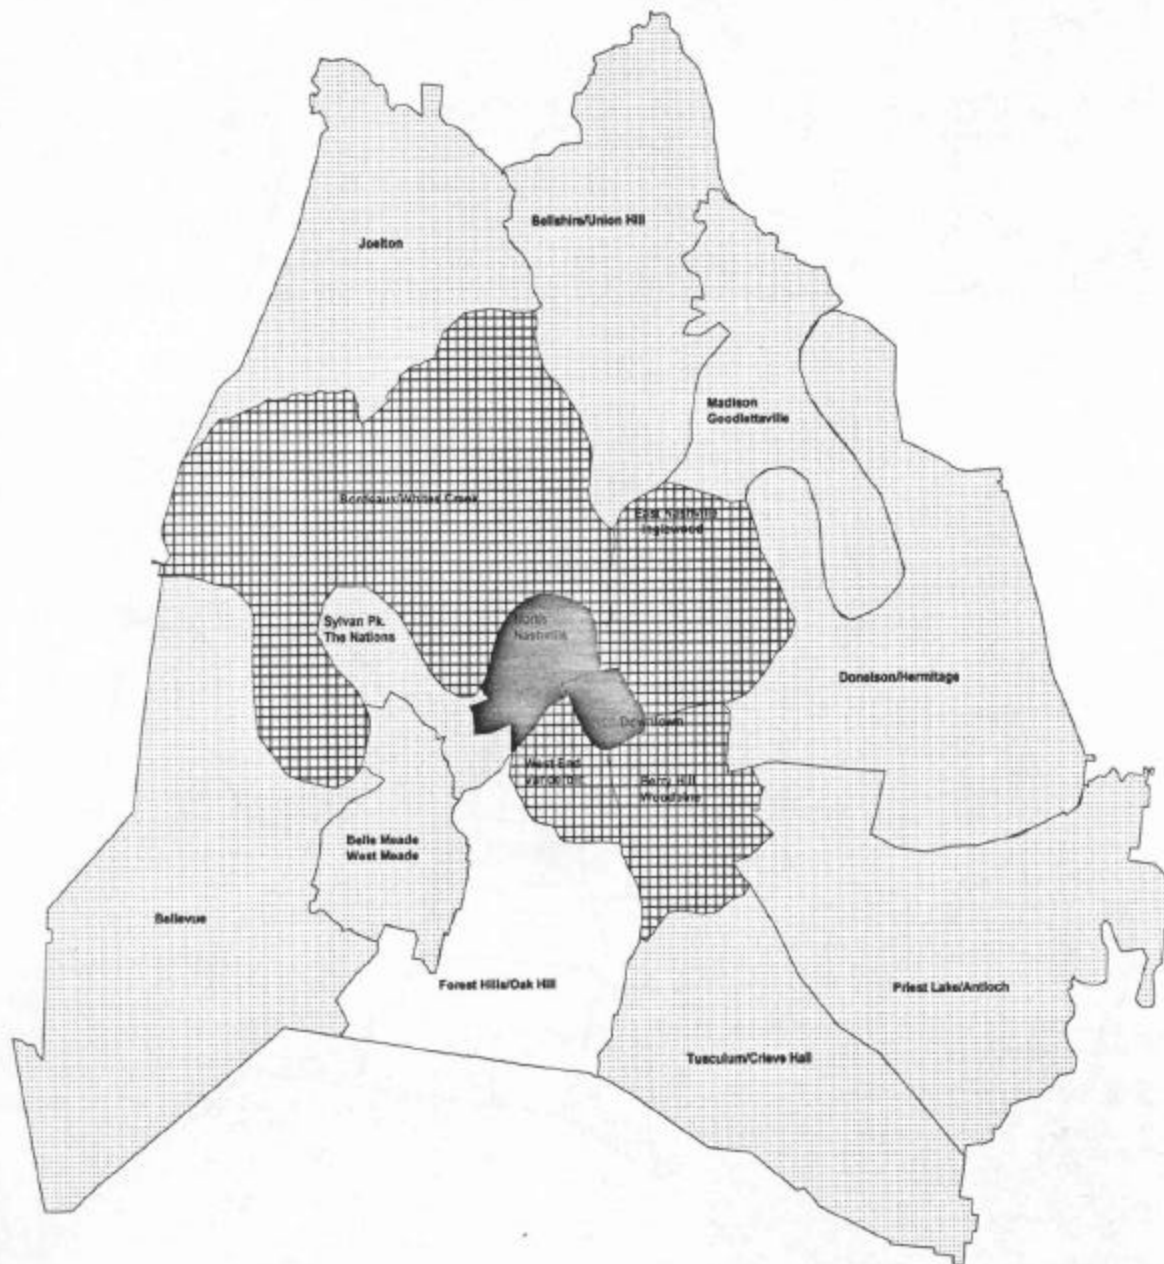 Bellshire/Union Hill
Joelton
Madison
Goodlettsville
Bordeaux/Whites Creek
East Nashville
Inglewood
Sylvan Pk.
The Nations
North
Nashville
Donelson/Hermitage
Downtown
West End
Vanderbilt
Berry Hill
Woodbine
Belle Meade
West Meade
Bellevue
Forest Hills/Oak Hill
Priest Lake/Antioch
Tusculum/Crieve Hall